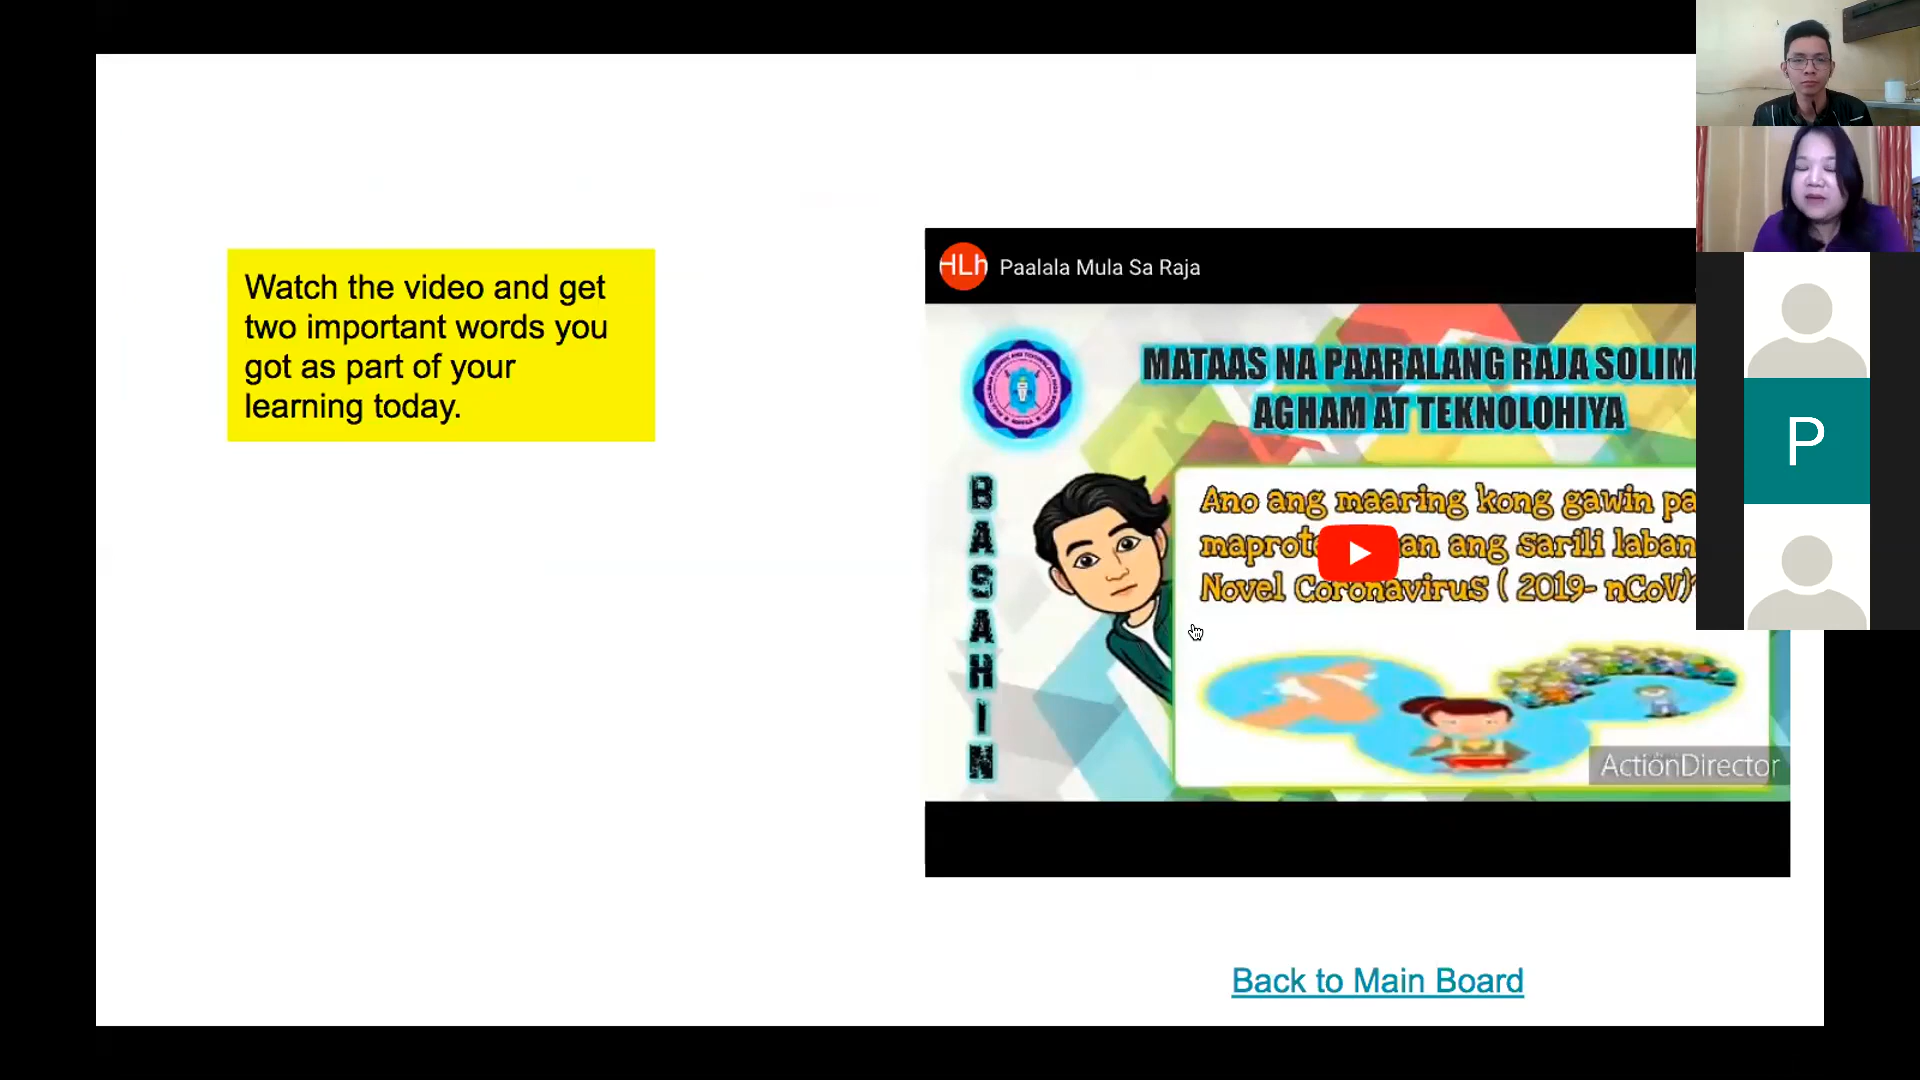 Watch the video and get
two important words you
got as part of your
learning today.
HLh
Paalala Mula Sa Raja
MATAAS NA PAARALANG RAJA SOLIM
AGHAM AT TEKNOLOHIYA
BASAHIN
Ano ang maaring kong gawin pa
maprot an ang sarili laban
Novel Coronavirus ( 2019- nCoV)?
ActionDirector
P
Back to Main Board